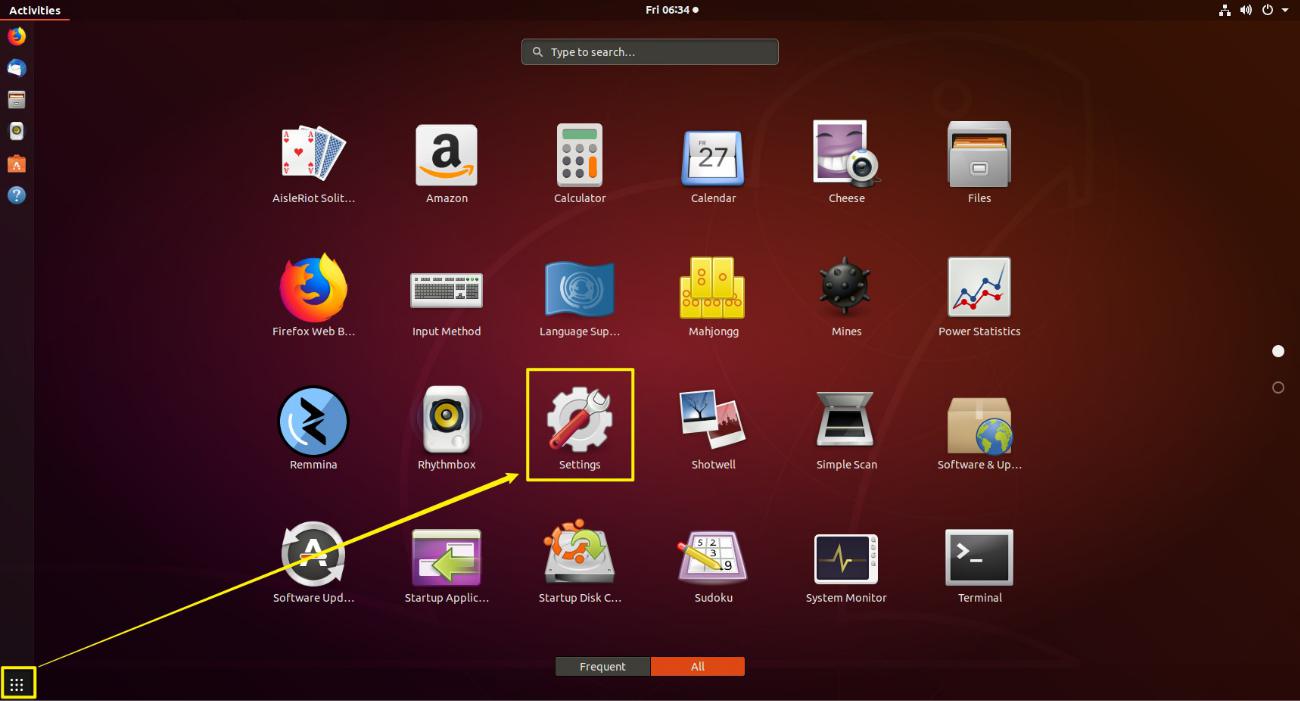 Activities
Fri 06:34
Type to search...
AisleRiot Solit...
Amazon
Calculator
FRI
27
Calendar
Cheese
Files
Firefox Web B...
Input Method
Language Sup...
Mahjongg
Mines
Power Statistics
Remmina
Rhythmbox
Settings
Shotwell
Simple Scan
Software & Up...
Software Upd...
Startup Applic...
Startup Disk C...
5 2
3
9
Sudoku
System Monitor
>_
Terminal
Frequent
All